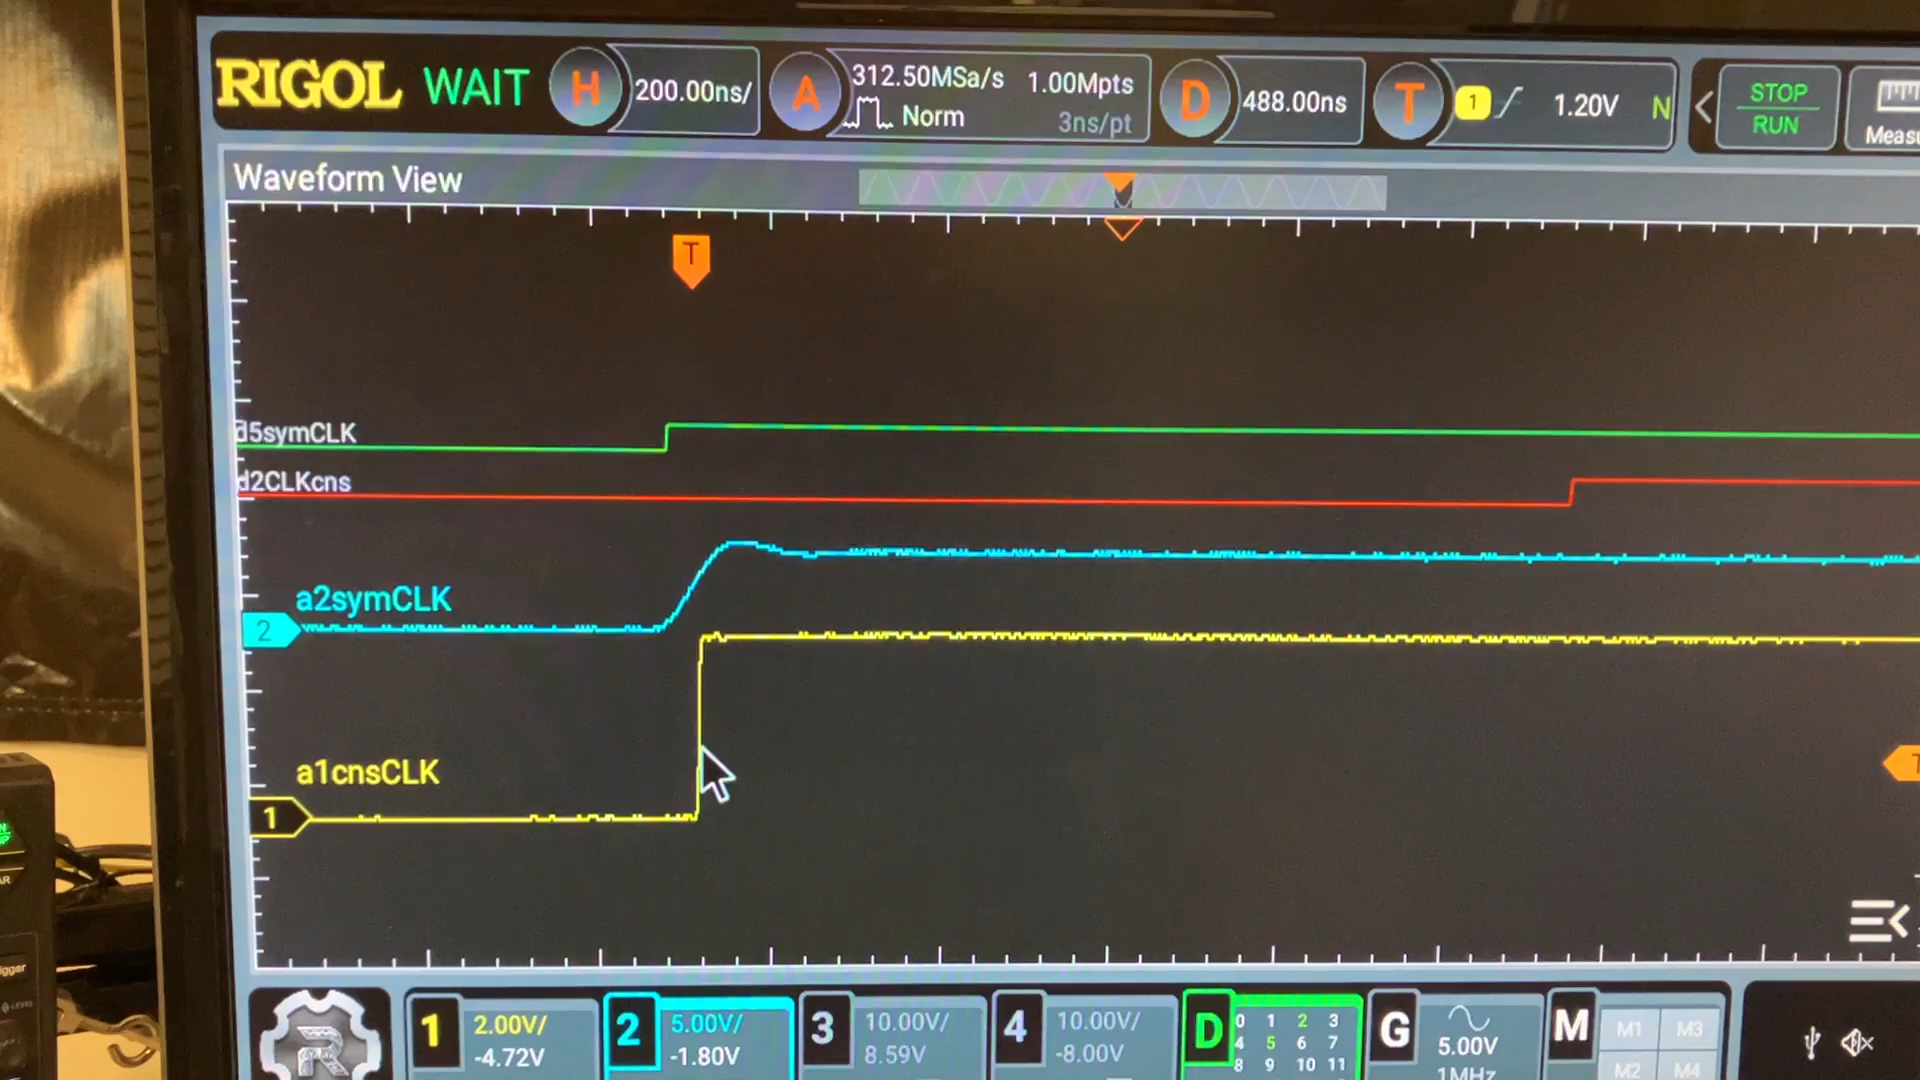 RIGOL WAIT H 200.00ns/ A 312.50MSa/s 1.00Mpts D 488.00ns T 1 1.20V N STOP
Norm 3ns/pt RUN
Waveform View
T
d5symCLK
d2CLKcns
a2symCLK
2
a1cnsCLK
1
1 2.00V/ 2 5.00V/ 3 10.00V/ 4 10.00V/ D 0 1 2 3 G 5.00V M M1 M3
-4.72V -1.80V 8.59V -8.00V 4 5 6 7 1MHz M2 M4
8 9 10 11